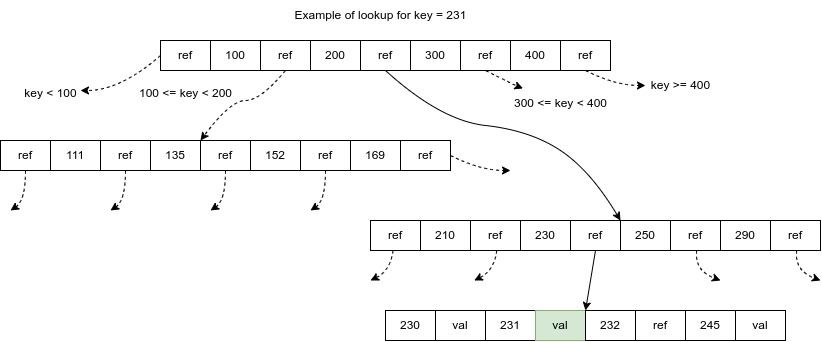 Example of lookup for key = 231
ref 100 ref 200 ref 300 ref 400 ref
key < 100
100 <= key < 200
300 <= key < 400
key >= 400
ref 111 ref 135 ref 152 ref 169 ref
ref 210 ref 230 ref 250 ref 290 ref
230 val 231 val 232 ref 245 val